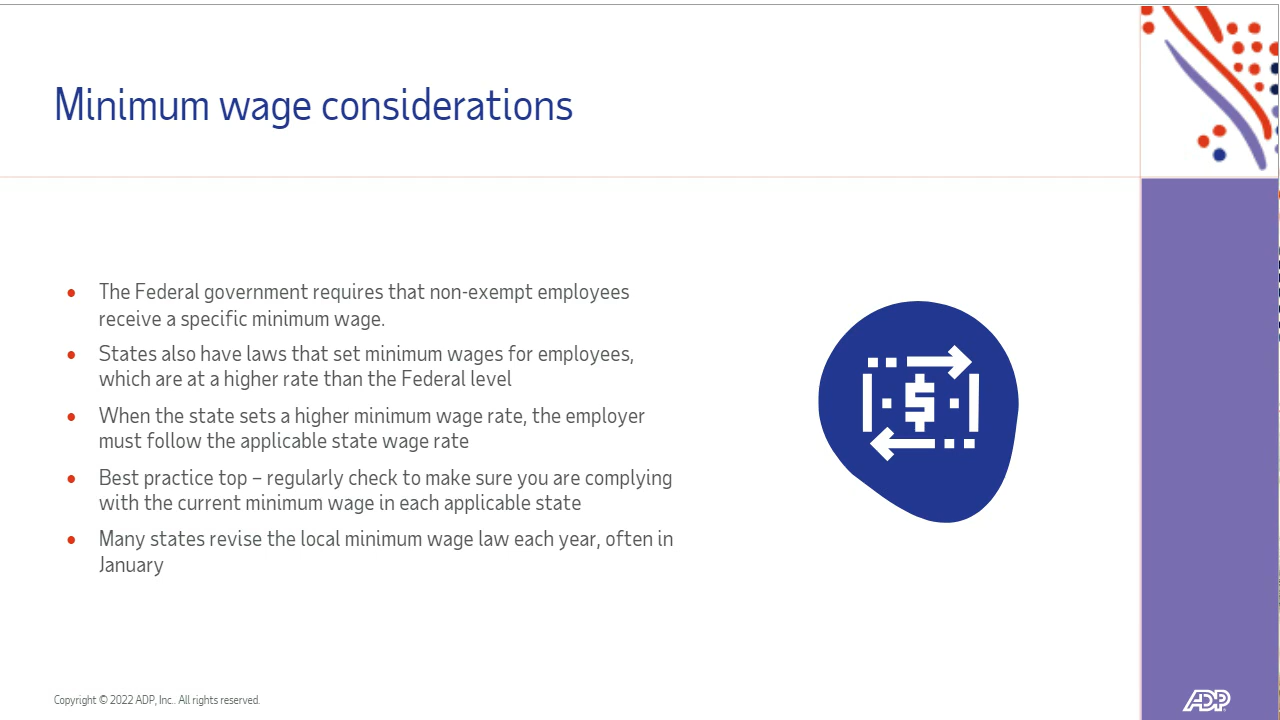 Minimum wage considerations
• The Federal government requires that non-exempt employees
receive a specific minimum wage.
• States also have laws that set minimum wages for employees,
which are at a higher rate than the Federal level
• When the state sets a higher minimum wage rate, the employer
must follow the applicable state wage rate
• Best practice top – regularly check to make sure you are complying
with the current minimum wage in each applicable state
• Many states revise the local minimum wage law each year, often in
January
$
Copyright © 2022 ADP, Inc.. All rights reserved.
ADP